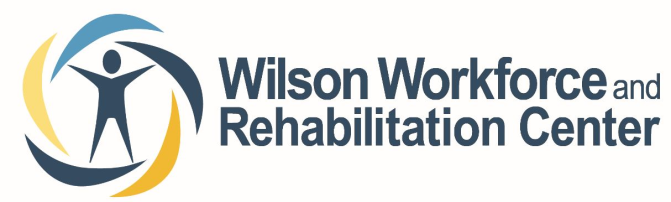 Wilson Workforce and
Rehabilitation Center